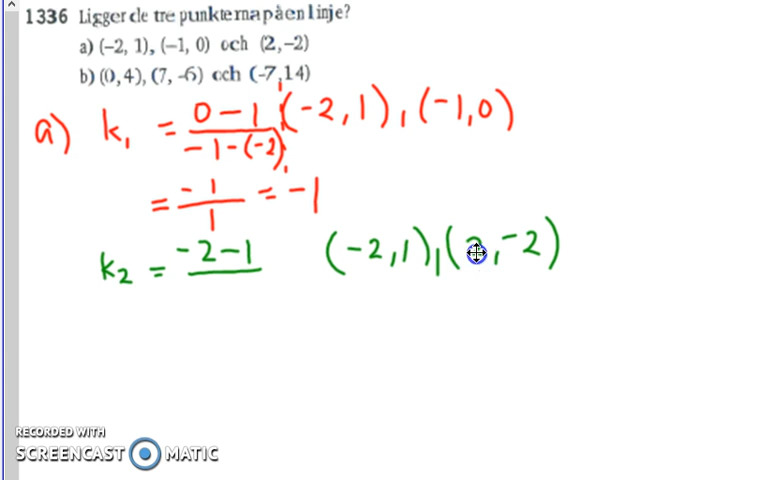 1336 Ligger de tre punkterna på en linje?
a) (−2, 1), (−1, 0) och (2,−2)
b) (0,4), (7, -6) och (-7,14)
a) k₁ = 0−1 / −1−(−2) (−2,1), (−1,0)
= −1 / 1 = −1
k₂ = −2−1 (−2,1), (2,−2)
RECORDED WITH
SCREENCAST MATIC